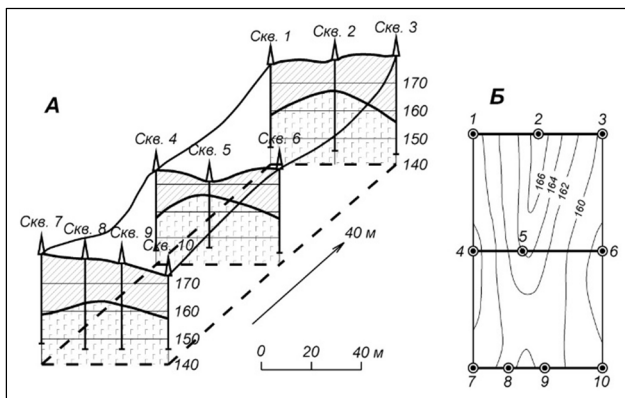 Скв. 1
Скв. 2
Скв. 3
А
170
160
150
140
Скв. 4
Скв. 5
Скв. 6
Скв. 7
Скв. 8
Скв. 9
Скв. 10
170
160
150
140
40 м
0 20 40 м
Б
1 2 3
166
164
162
160
4 5 6
7 8 9 10